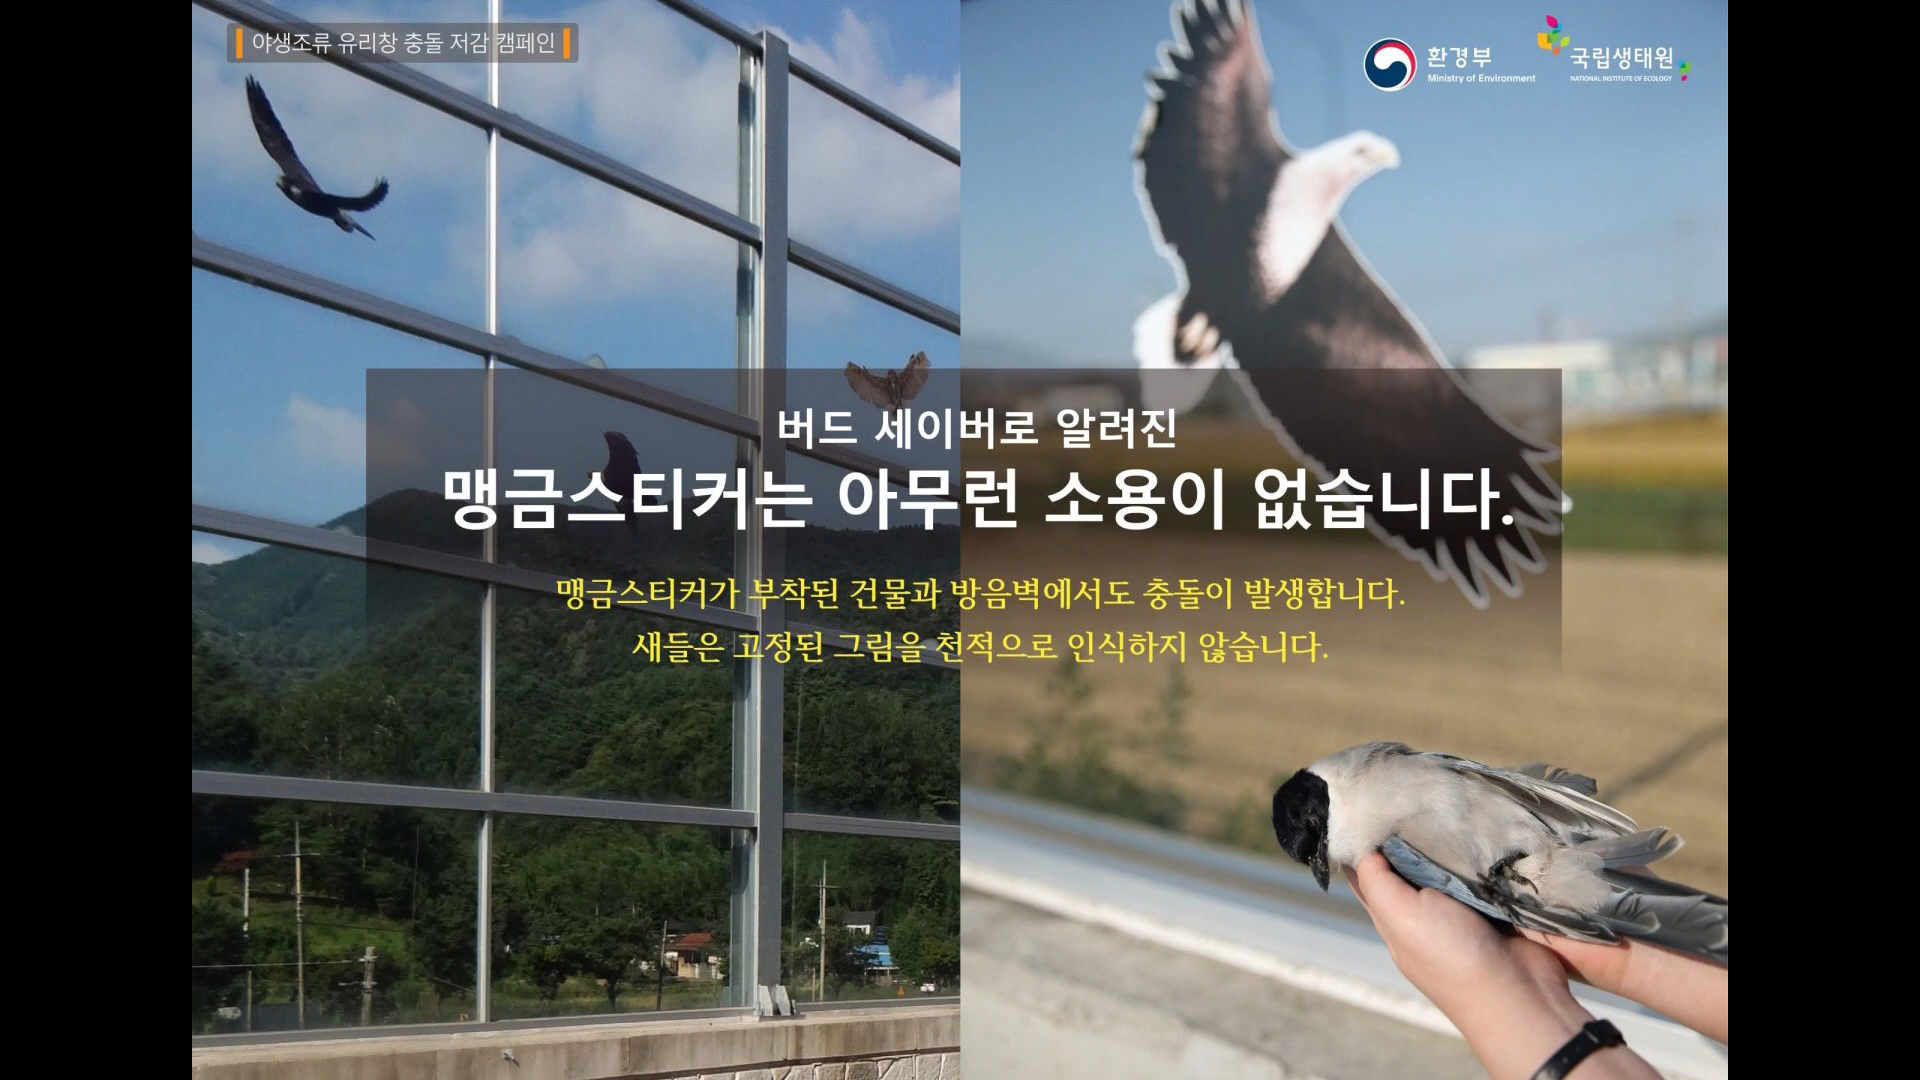 야생조류 유리창 충돌 저감 캠페인
환경부
Ministry of Environment
국립생태원
NATIONAL INSTITUTE OF ECOLOGY
버드 세이버로 알려진
맹금스티커는 아무런 소용이 없습니다.
맹금스티커가 부착된 건물과 방음벽에서도 충돌이 발생합니다.
새들은 고정된 그림을 천적으로 인식하지 않습니다.